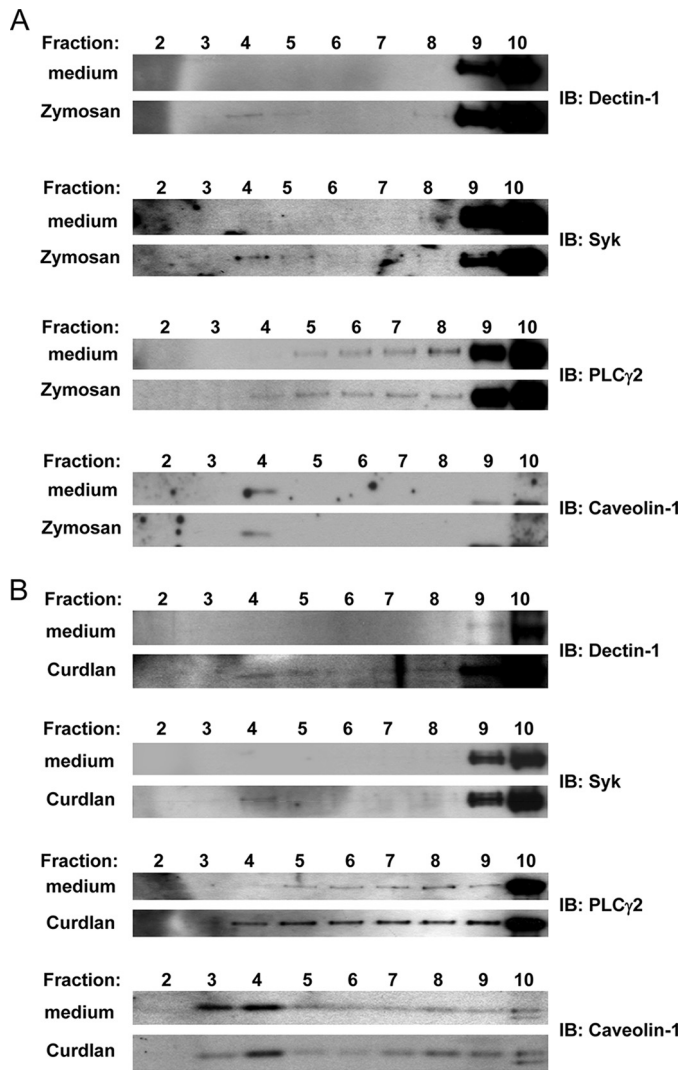 A
Fraction: 2 3 4 5 6 7 8 9 10
medium
IB: Dectin-1
Zymosan
Fraction: 2 3 4 5 6 7 8 9 10
medium
IB: Syk
Zymosan
Fraction: 2 3 4 5 6 7 8 9 10
medium
IB: PLCγ2
Zymosan
Fraction: 2 3 4 5 6 7 8 9 10
medium
IB: Caveolin-1
Zymosan
B
Fraction: 2 3 4 5 6 7 8 9 10
medium
IB: Dectin-1
Curdlan
Fraction: 2 3 4 5 6 7 8 9 10
medium
IB: Syk
Curdlan
Fraction: 2 3 4 5 6 7 8 9 10
medium
IB: PLCγ2
Curdlan
Fraction: 2 3 4 5 6 7 8 9 10
medium
IB: Caveolin-1
Curdlan